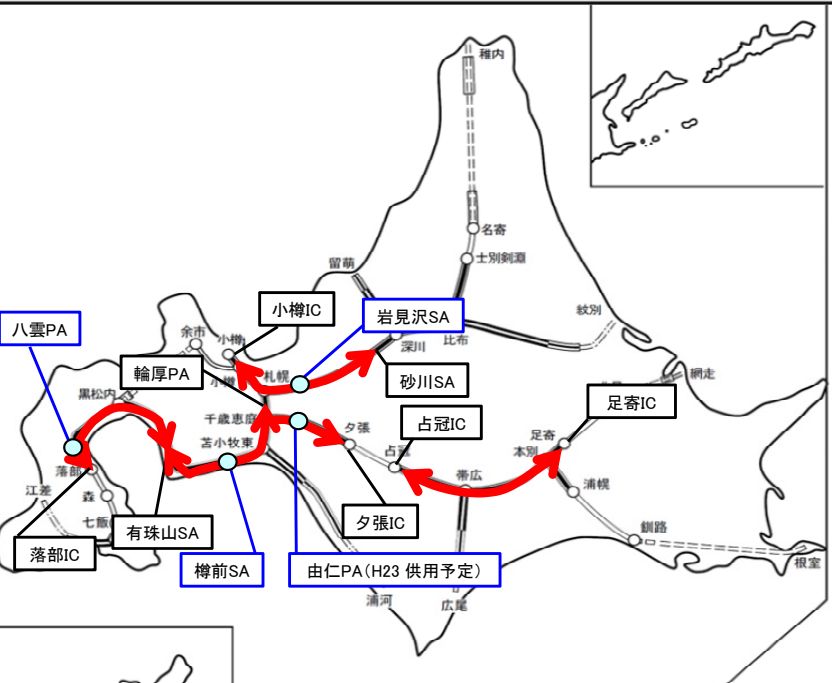 稚内
名寄
士別剣淵
留萌
紋別
小樽IC
岩見沢SA
八雲PA
余市
小樽
比布
深川
輪厚PA
札幌
砂川SA
網走
足寄IC
黒松内
千歳恵庭
夕張
占冠IC
苫小牧東
占冠
足寄
本別
帯広
落部
江差
森
浦幌
七飯
有珠山SA
夕張IC
釧路
落部IC
樽前SA
由仁PA(H23 供用予定)
根室
浦河
広尾